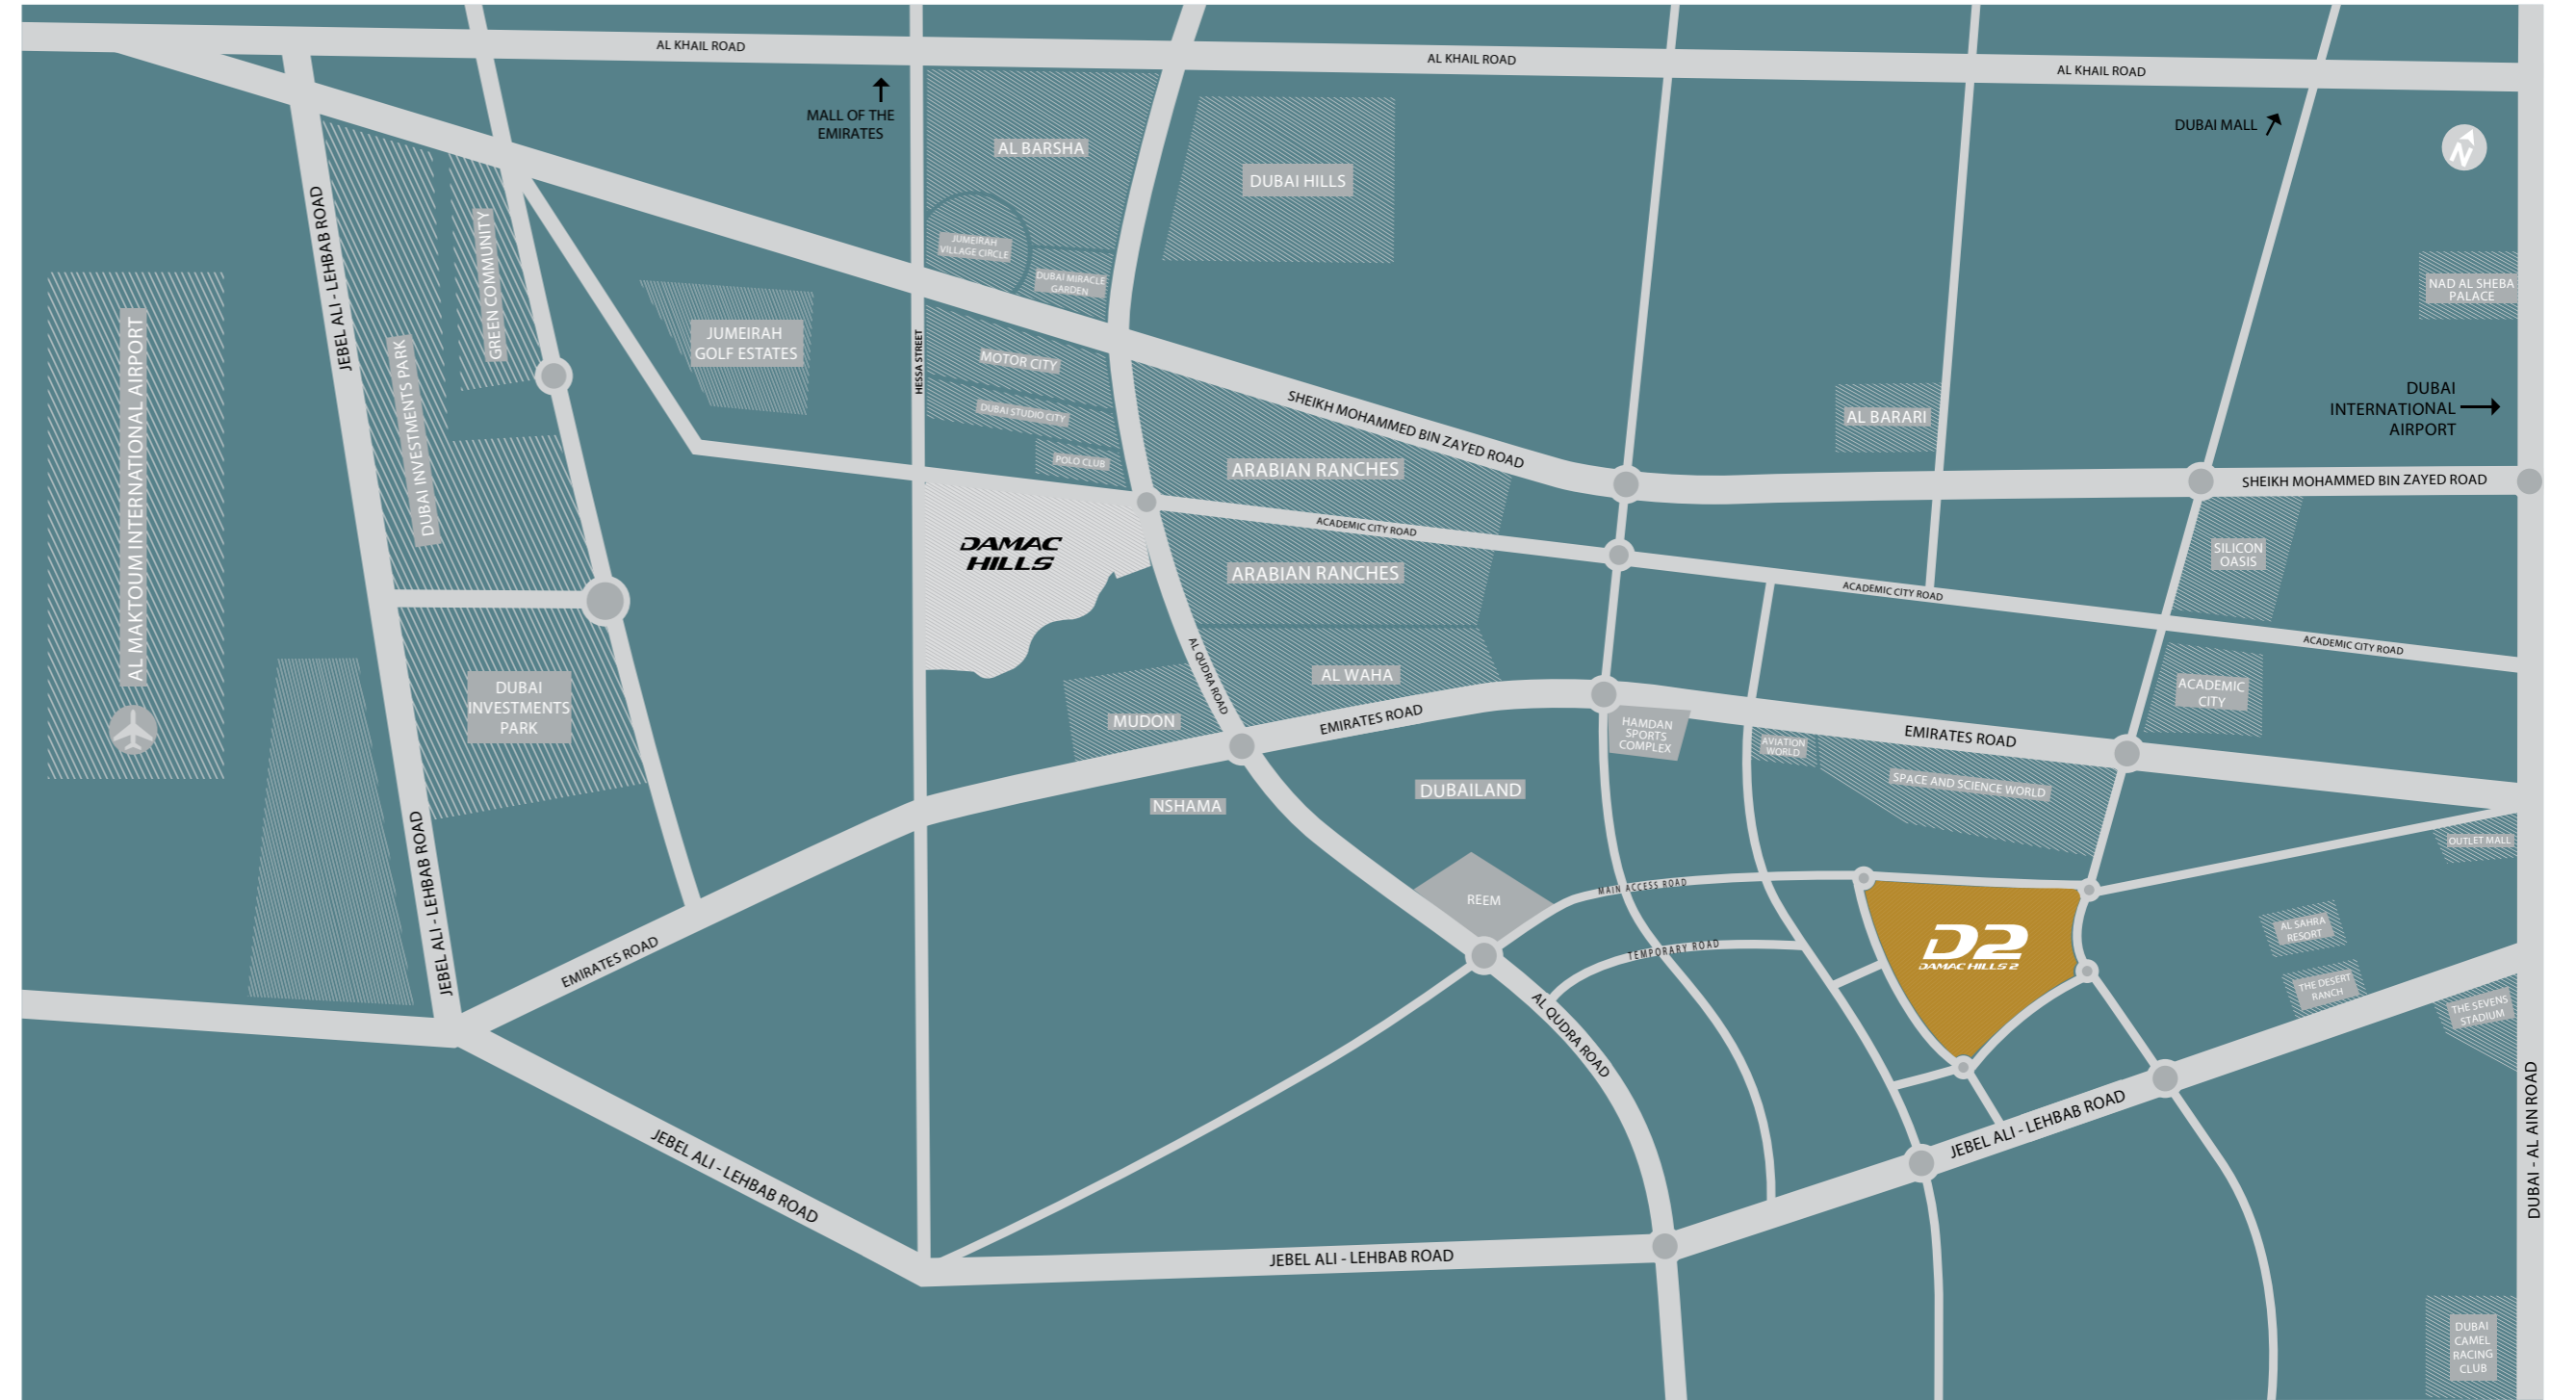 AL KHAIL ROAD
AL KHAIL ROAD
AL KHAIL ROAD
MALL OF THE
EMIRATES
DUBAI MALL
N
AL BARSHA
DUBAI HILLS
JEBEL ALI - LEHBAB ROAD
GREEN COMMUNITY
JUMEIRAH
VILLAGE CIRCLE
DUBAI MIRACLE
GARDEN
NAD AL SHEBA
PALACE
AL MAKTOUM INTERNATIONAL AIRPORT
DUBAI INVESTMENTS PARK
JUMEIRAH
GOLF ESTATES
HESSA STREET
MOTOR CITY
DUBAI STUDIO CITY
POLO CLUB
SHEIKH MOHAMMED BIN ZAYED ROAD
AL BARARI
DUBAI
INTERNATIONAL
AIRPORT
ARABIAN RANCHES
SHEIKH MOHAMMED BIN ZAYED ROAD
DAMAC
HILLS
ACADEMIC CITY ROAD
ARABIAN RANCHES
ACADEMIC CITY ROAD
SILICON
OASIS
ACADEMIC CITY ROAD
AL QUDRA ROAD
AL WAHA
ACADEMIC
CITY
DUBAI
INVESTMENTS
PARK
MUDON
EMIRATES ROAD
HAMDAN
SPORTS
COMPLEX
AVIATION
WORLD
EMIRATES ROAD
SPACE AND SCIENCE WORLD
NSHAMA
DUBAILAND
OUTLET MALL
JEBEL ALI - LEHBAB ROAD
REEM
MAIN ACCESS ROAD
TEMPORARY ROAD
D2
DAMAC HILLS 2
AL SAHRA
RESORT
THE DESERT
RANCH
THE SEVENS
STADIUM
EMIRATES ROAD
AL QUDRA ROAD
JEBEL ALI - LEHBAB ROAD
JEBEL ALI - LEHBAB ROAD
JEBEL ALI - LEHBAB ROAD
DUBAI - AL AIN ROAD
DUBAI
CAMEL
RACING
CLUB